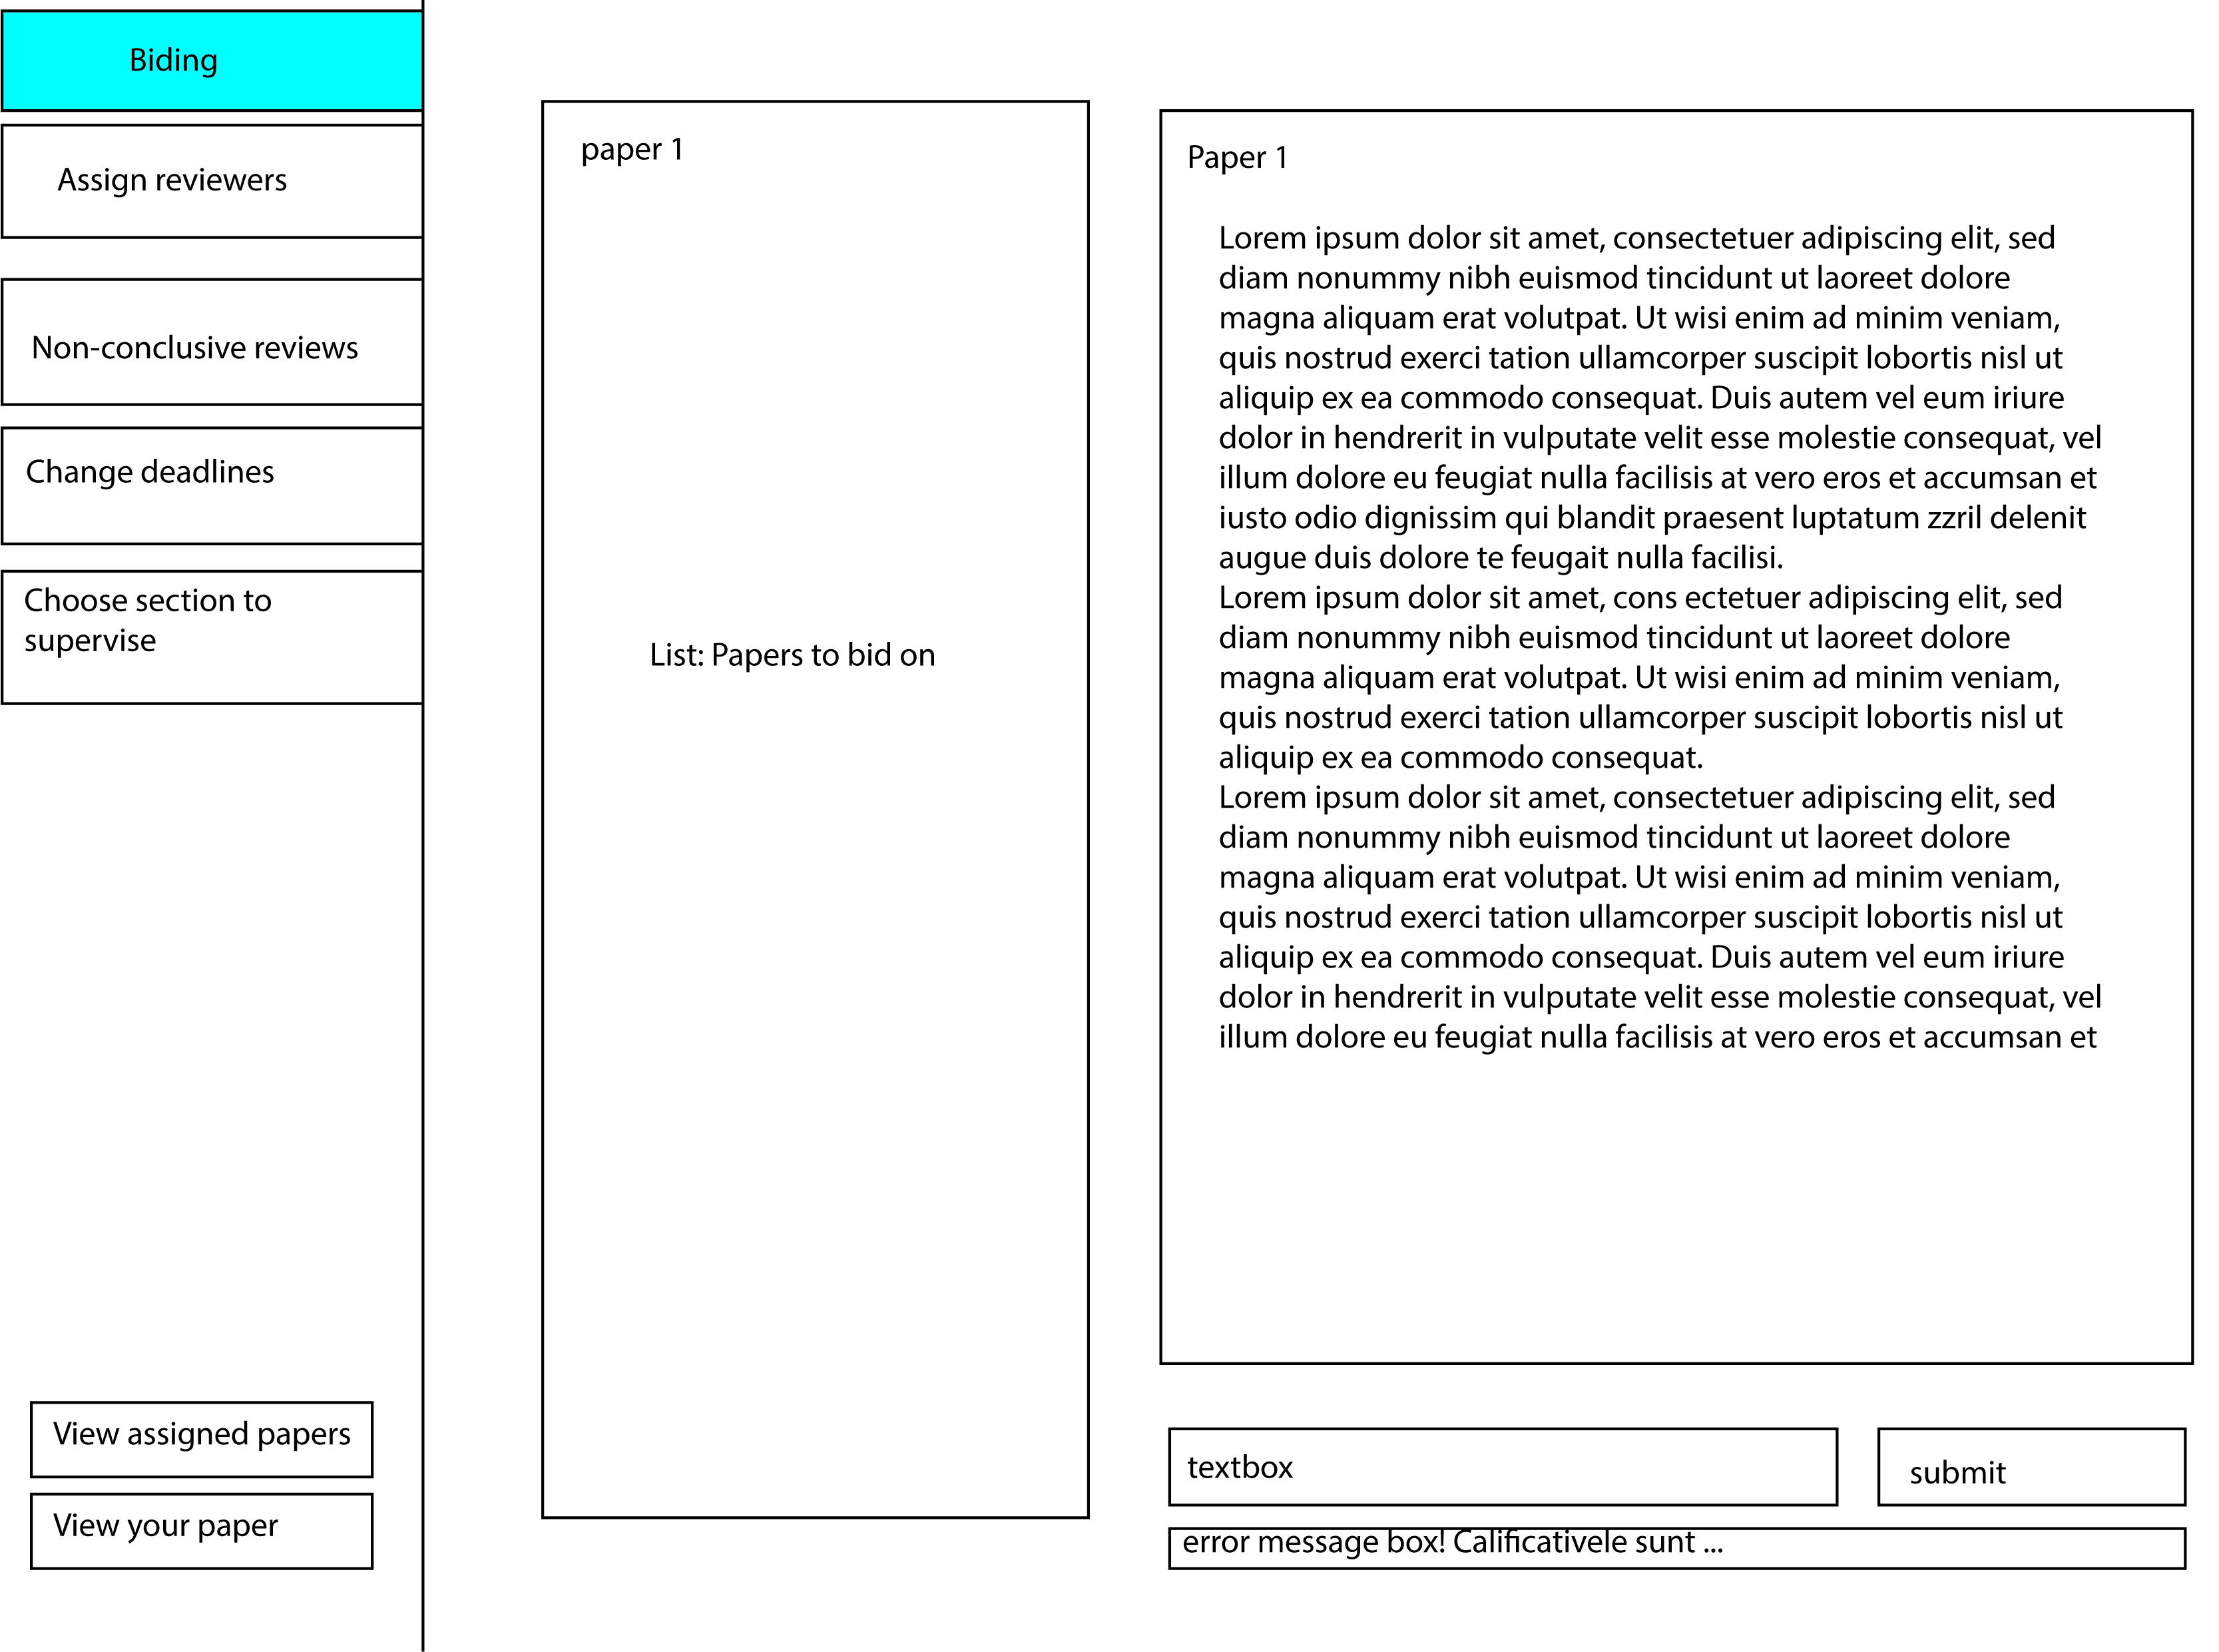 Biding
Assign reviewers
Non-conclusive reviews
Change deadlines
Choose section to
supervise
View assigned papers
View your paper
paper 1
List: Papers to bid on
Paper 1
Lorem ipsum dolor sit amet, consectetuer adipiscing elit, sed
diam nonummy nibh euismod tincidunt ut laoreet dolore
magna aliquam erat volutpat. Ut wisi enim ad minim veniam,
quis nostrud exerci tation ullamcorper suscipit lobortis nisl ut
aliquip ex ea commodo consequat. Duis autem vel eum iriure
dolor in hendrerit in vulputate velit esse molestie consequat, vel
illum dolore eu feugiat nulla facilisis at vero eros et accumsan et
iusto odio dignissim qui blandit praesent luptatum zzril delenit
augue duis dolore te feugait nulla facilisi.
Lorem ipsum dolor sit amet, cons ectetuer adipiscing elit, sed
diam nonummy nibh euismod tincidunt ut laoreet dolore
magna aliquam erat volutpat. Ut wisi enim ad minim veniam,
quis nostrud exerci tation ullamcorper suscipit lobortis nisl ut
aliquip ex ea commodo consequat.
Lorem ipsum dolor sit amet, consectetuer adipiscing elit, sed
diam nonummy nibh euismod tincidunt ut laoreet dolore
magna aliquam erat volutpat. Ut wisi enim ad minim veniam,
quis nostrud exerci tation ullamcorper suscipit lobortis nisl ut
aliquip ex ea commodo consequat. Duis autem vel eum iriure
dolor in hendrerit in vulputate velit esse molestie consequat, vel
illum dolore eu feugiat nulla facilisis at vero eros et accumsan et
textbox
submit
error message box! Calificativele sunt ...